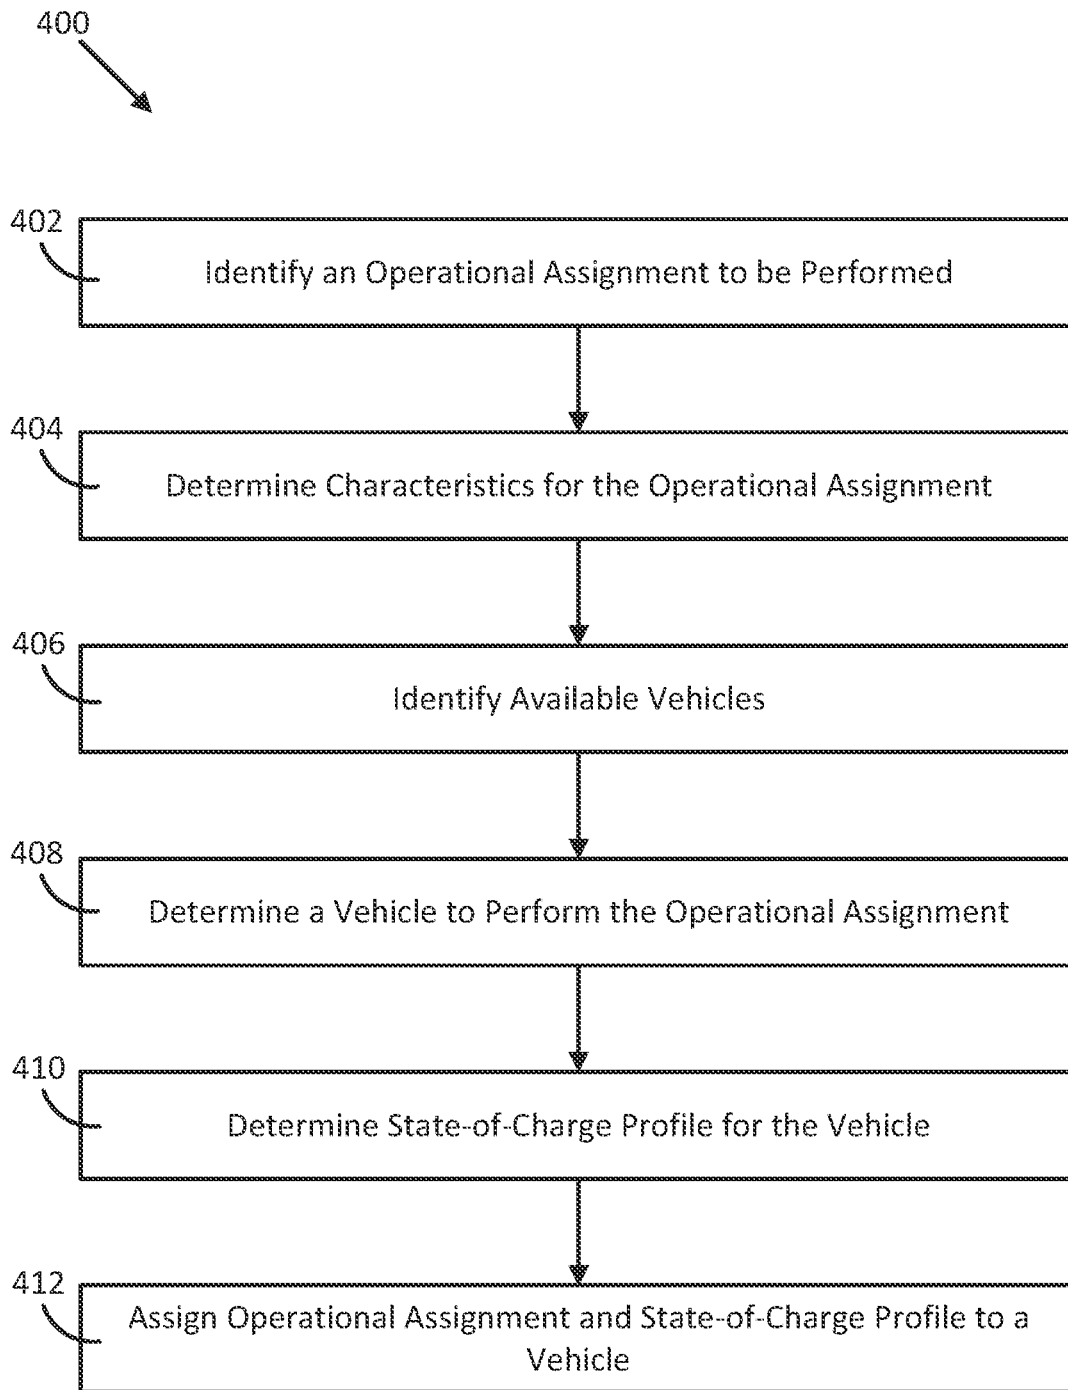 400
402
Identify an Operational Assignment to be Performed
404
Determine Characteristics for the Operational Assignment
406
Identify Available Vehicles
408
Determine a Vehicle to Perform the Operational Assignment
410
Determine State-of-Charge Profile for the Vehicle
412
Assign Operational Assignment and State-of-Charge Profile to a
Vehicle